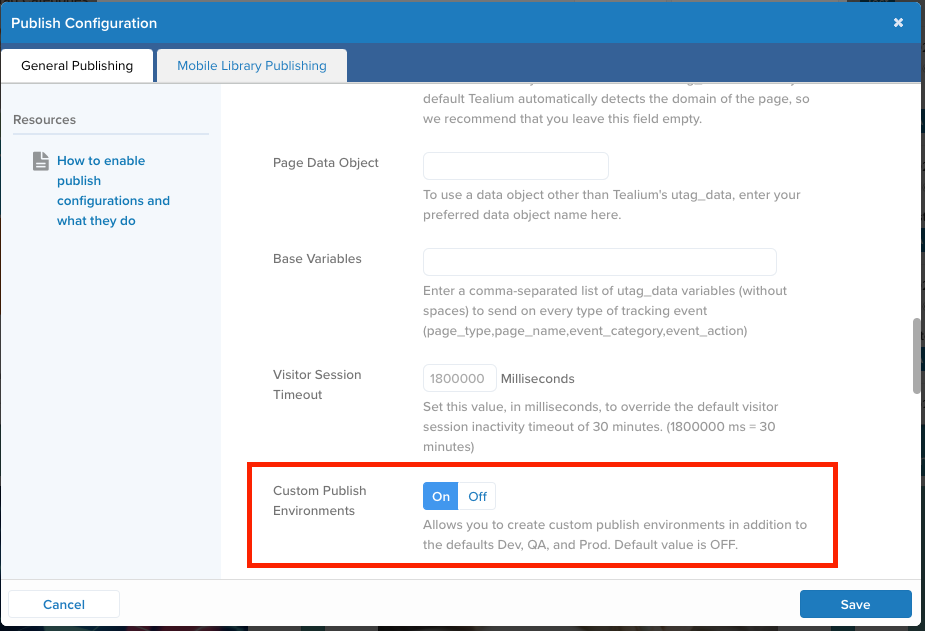 Publish Configuration
General Publishing
Mobile Library Publishing
Resources
How to enable
publish
configurations and
what they do
default Tealium automatically detects the domain of the page, so
we recommend that you leave this field empty.
Page Data Object
To use a data object other than Tealium's utag_data, enter your
preferred data object name here.
Base Variables
Enter a comma-separated list of utag_data variables (without
spaces) to send on every type of tracking event
(page_type,page_name,event_category,event_action)
Visitor Session
Timeout
1800000 Milliseconds
Set this value, in milliseconds, to override the default visitor
session inactivity timeout of 30 minutes. (1800000 ms = 30
minutes)
Custom Publish
Environments
On Off
Allows you to create custom publish environments in addition to
the defaults Dev, QA, and Prod. Default value is OFF.
Cancel
Save